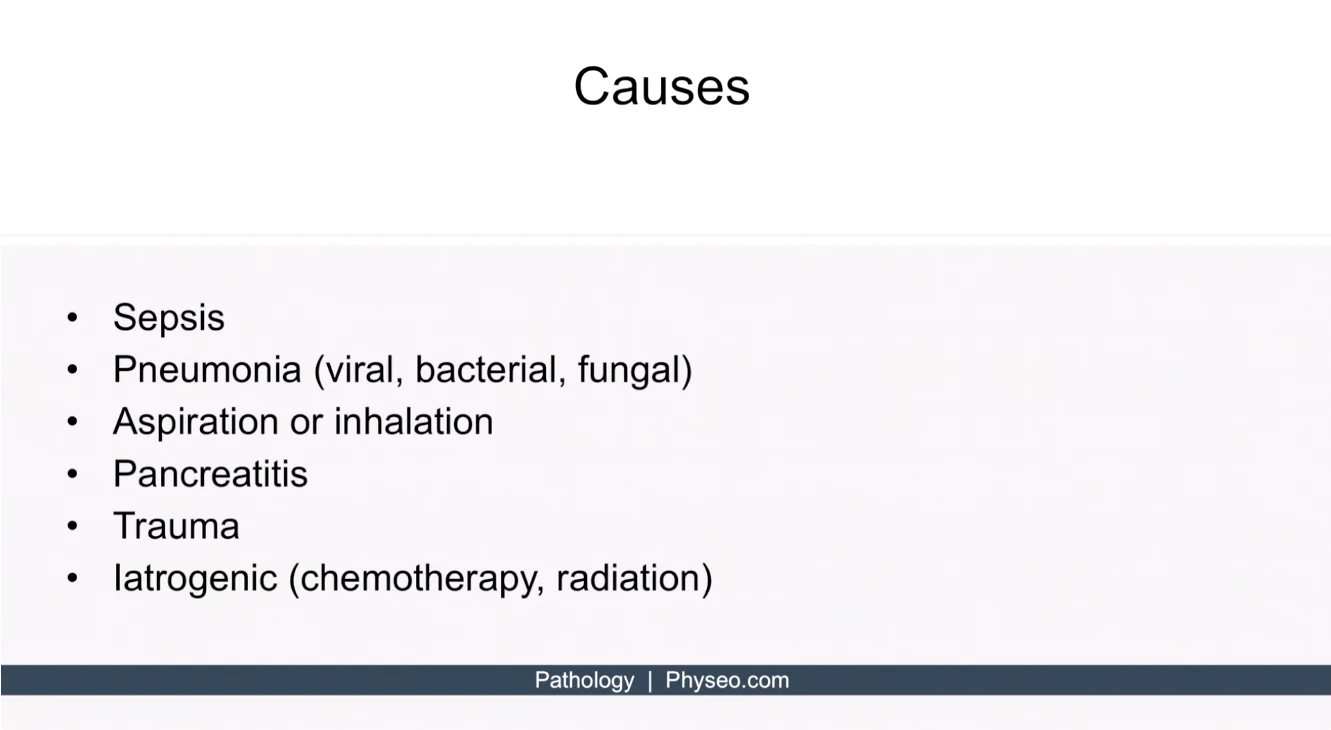 Causes
• Sepsis
• Pneumonia (viral, bacterial, fungal)
• Aspiration or inhalation
• Pancreatitis
• Trauma
• Iatrogenic (chemotherapy, radiation)
Pathology | Physeo.com